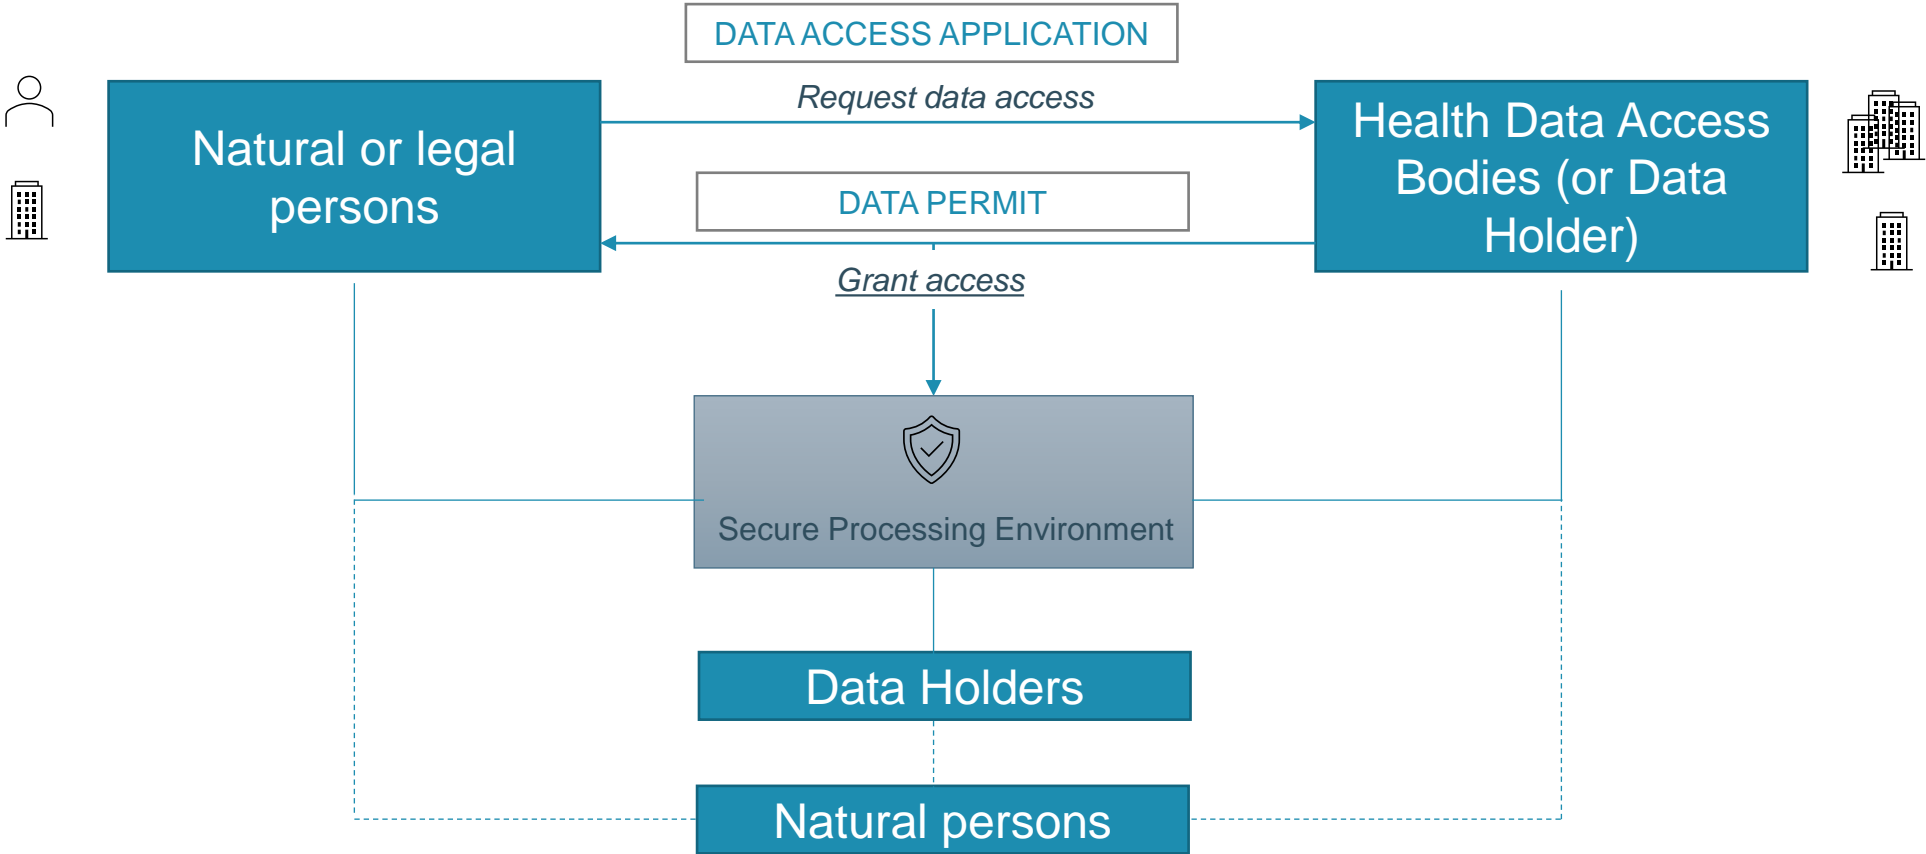 DATA ACCESS APPLICATION
Request data access
Natural or legal
persons
Health Data Access
Bodies (or Data
Holder)
DATA PERMIT
Grant access
Secure Processing Environment
Data Holders
Natural persons